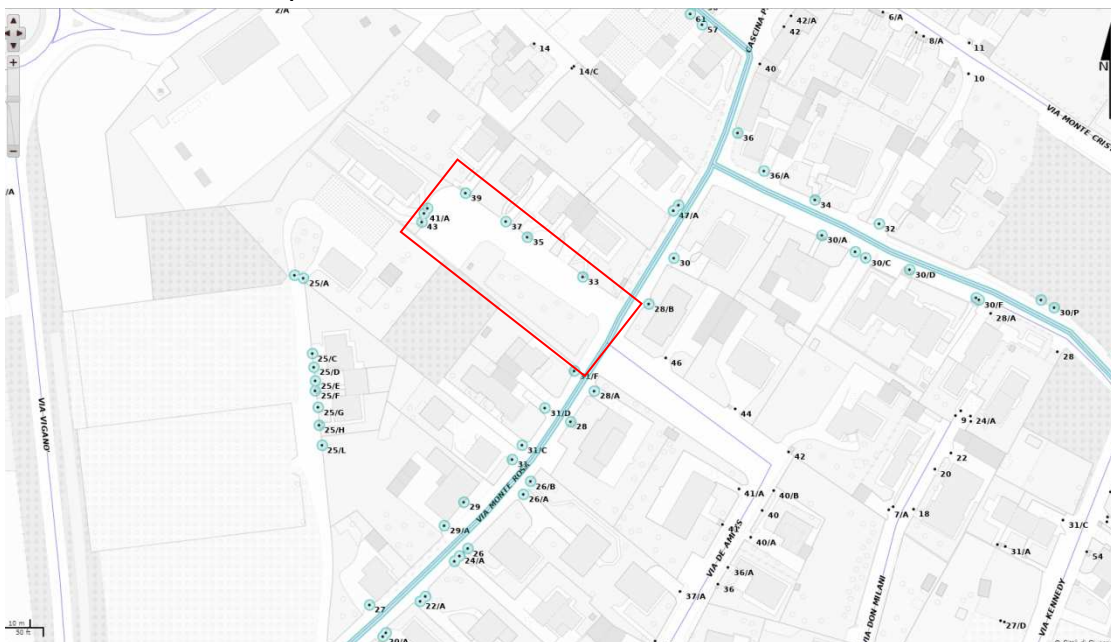 2/A
61
57
CASCINA P
42/A
42
6/A
8/A
11
14
14/C
40
10
N
VIA MONTE CRIS
36
36/A
/A
39
34
41/A
43
37
35
47/A
32
30/A
30/C
30
30/D
25/A
33
28/B
30/F
28/A
30/P
25/C
25/D
25/E
25/F
25/G
25/H
25/L
46
28
31/F
28/A
44
31/D
28
9
24/A
VIA VIGANO'
31/C
42
22
20
26/B
26/A
VIA MONTE ROSA
41/A
40/B
40
29
7/A
18
31/C
29/A
40/A
VIA DE AMICIS
31/A
54
26
24/A
36/A
36
37/A
27
22/A
VIA DON MILANI
VIA KENNEDY
27/D
20/A
10 m
50 ft